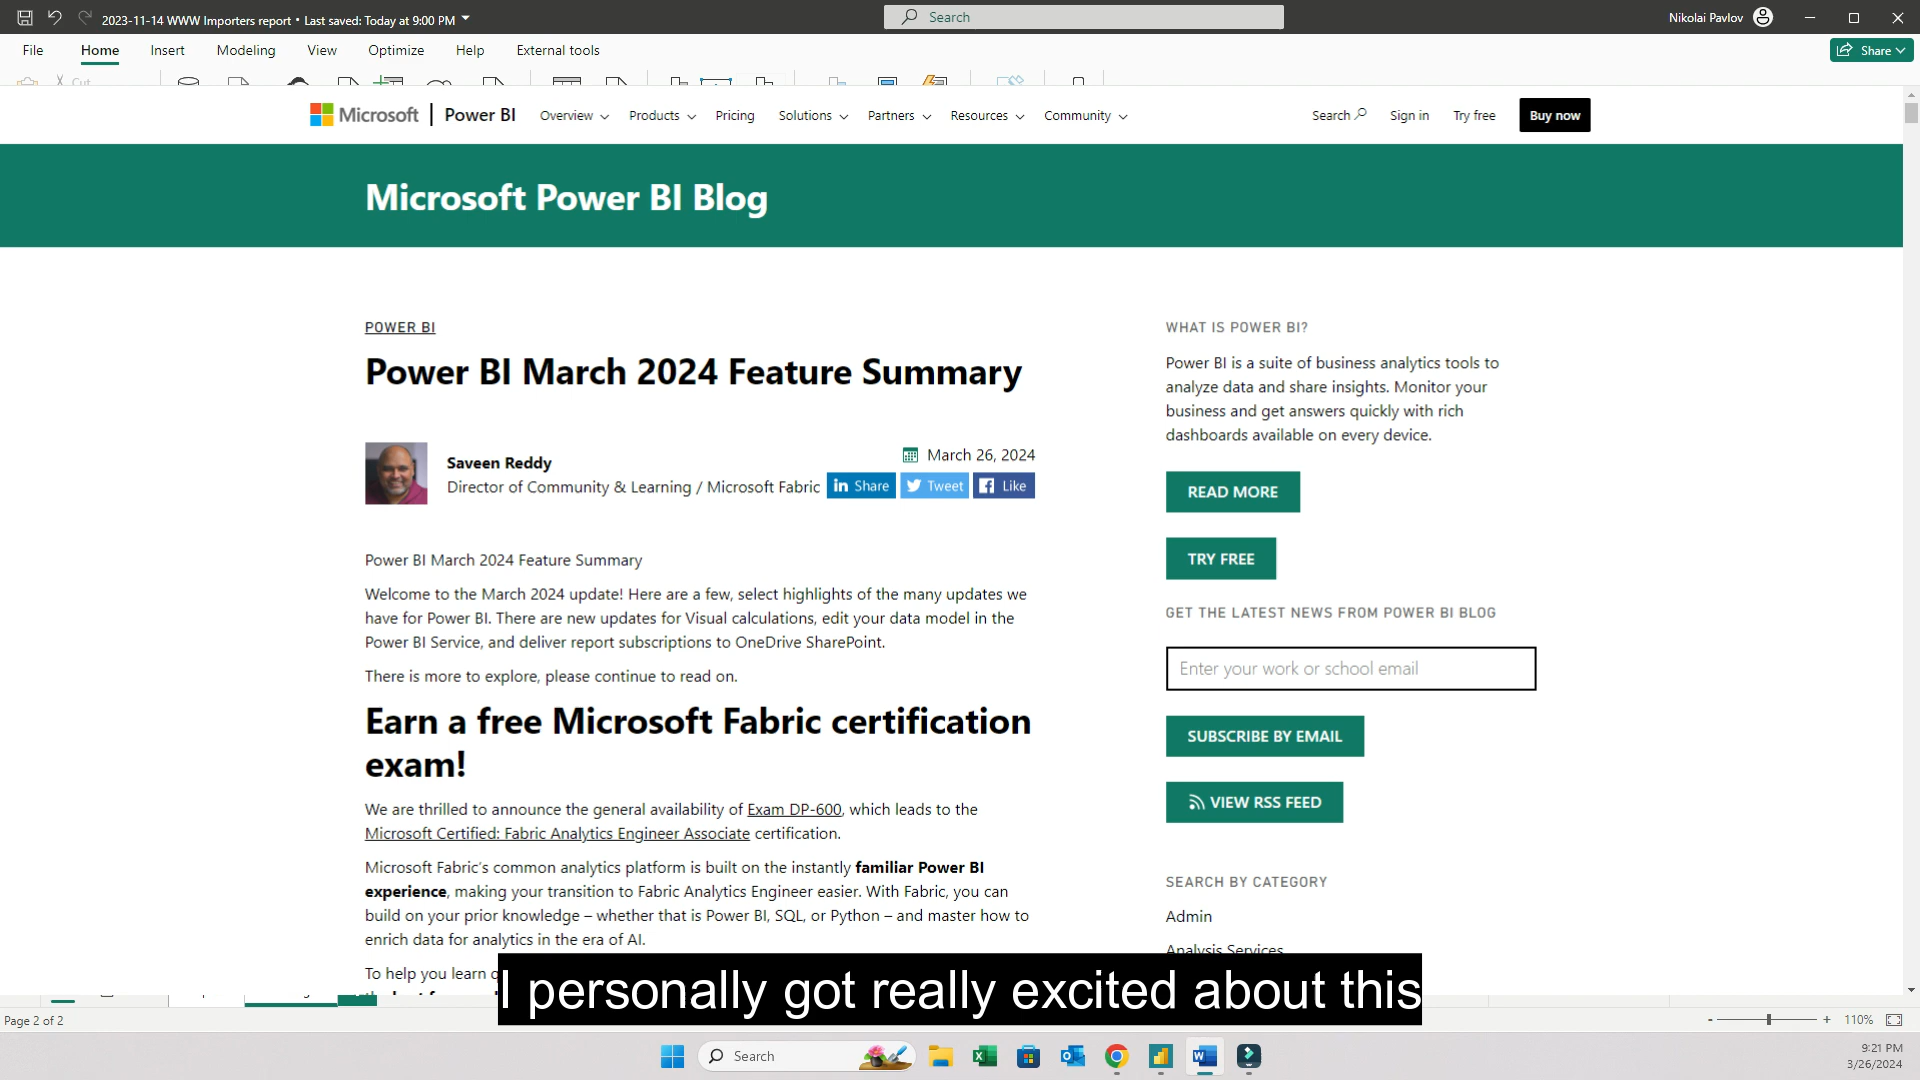 2023-11-14 WWW Importers report • Last saved: Today at 9:00 PM
Search
Nikolai Pavlov
File Home Insert Modeling View Optimize Help External tools
Share
Cut
Microsoft | Power BI Overview Products Pricing Solutions Partners Resources Community Search Sign in Try free Buy now
Microsoft Power BI Blog
POWER BI
Power BI March 2024 Feature Summary
Saveen Reddy
Director of Community & Learning / Microsoft Fabric
March 26, 2024
in Share Tweet Like
Power BI March 2024 Feature Summary
Welcome to the March 2024 update! Here are a few, select highlights of the many updates we
have for Power BI. There are new updates for Visual calculations, edit your data model in the
Power BI Service, and deliver report subscriptions to OneDrive SharePoint.
There is more to explore, please continue to read on.
Earn a free Microsoft Fabric certification
exam!
We are thrilled to announce the general availability of Exam DP-600, which leads to the
Microsoft Certified: Fabric Analytics Engineer Associate certification.
Microsoft Fabric's common analytics platform is built on the instantly familiar Power BI
experience, making your transition to Fabric Analytics Engineer easier. With Fabric, you can
build on your prior knowledge – whether that is Power BI, SQL, or Python – and master how to
enrich data for analytics in the era of AI.
To help you learn
WHAT IS POWER BI?
Power BI is a suite of business analytics tools to
analyze data and share insights. Monitor your
business and get answers quickly with rich
dashboards available on every device.
READ MORE
TRY FREE
GET THE LATEST NEWS FROM POWER BI BLOG
Enter your work or school email
SUBSCRIBE BY EMAIL
VIEW RSS FEED
SEARCH BY CATEGORY
Admin
Analysis Services
I personally got really excited about this
Page 2 of 2
- + 110%
Search
9:21 PM
3/26/2024